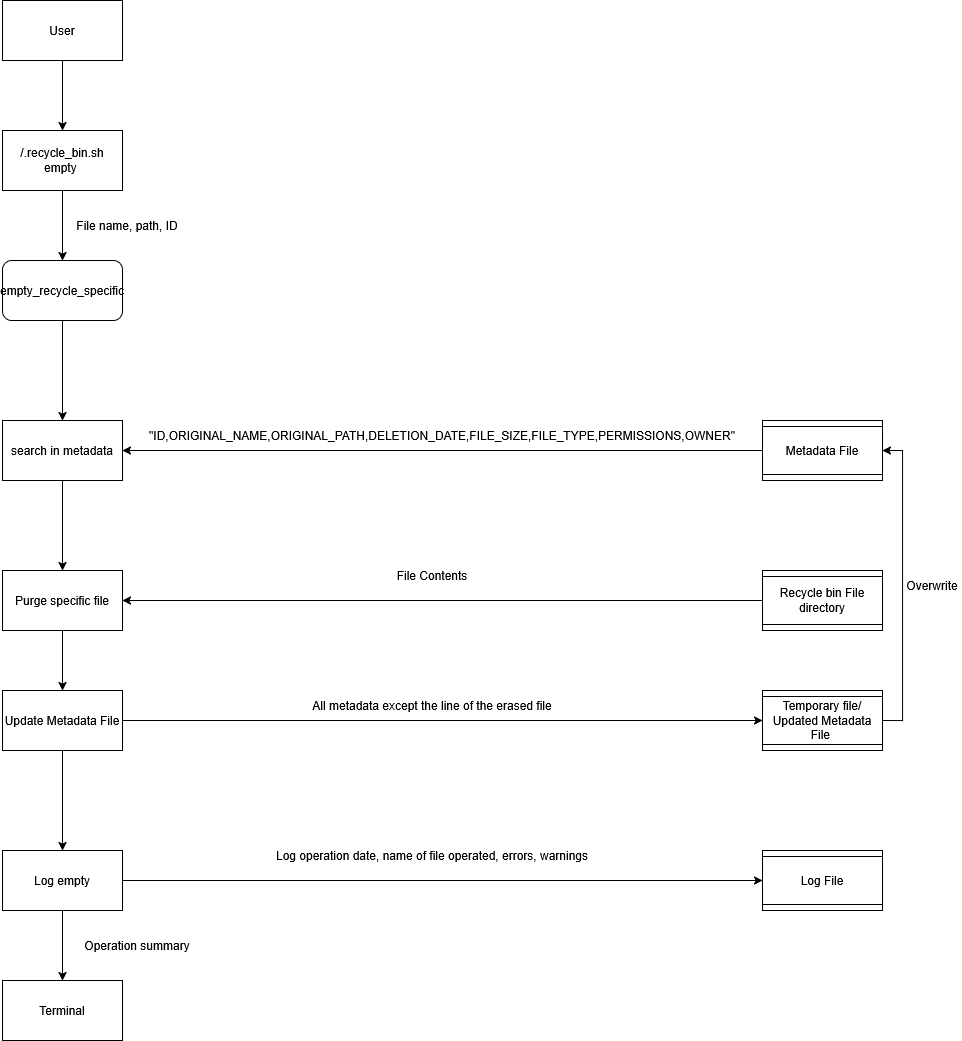 User
/.recycle_bin.sh
empty
File name, path, ID
empty_recycle_specific
"ID,ORIGINAL_NAME,ORIGINAL_PATH,DELETION_DATE,FILE_SIZE,FILE_TYPE,PERMISSIONS,OWNER"
search in metadata
Metadata File
File Contents
Overwrite
Purge specific file
Recycle bin File
directory
All metadata except the line of the erased file
Update Metadata File
Temporary file/
Updated Metadata
File
Log operation date, name of file operated, errors, warnings
Log empty
Log File
Operation summary
Terminal